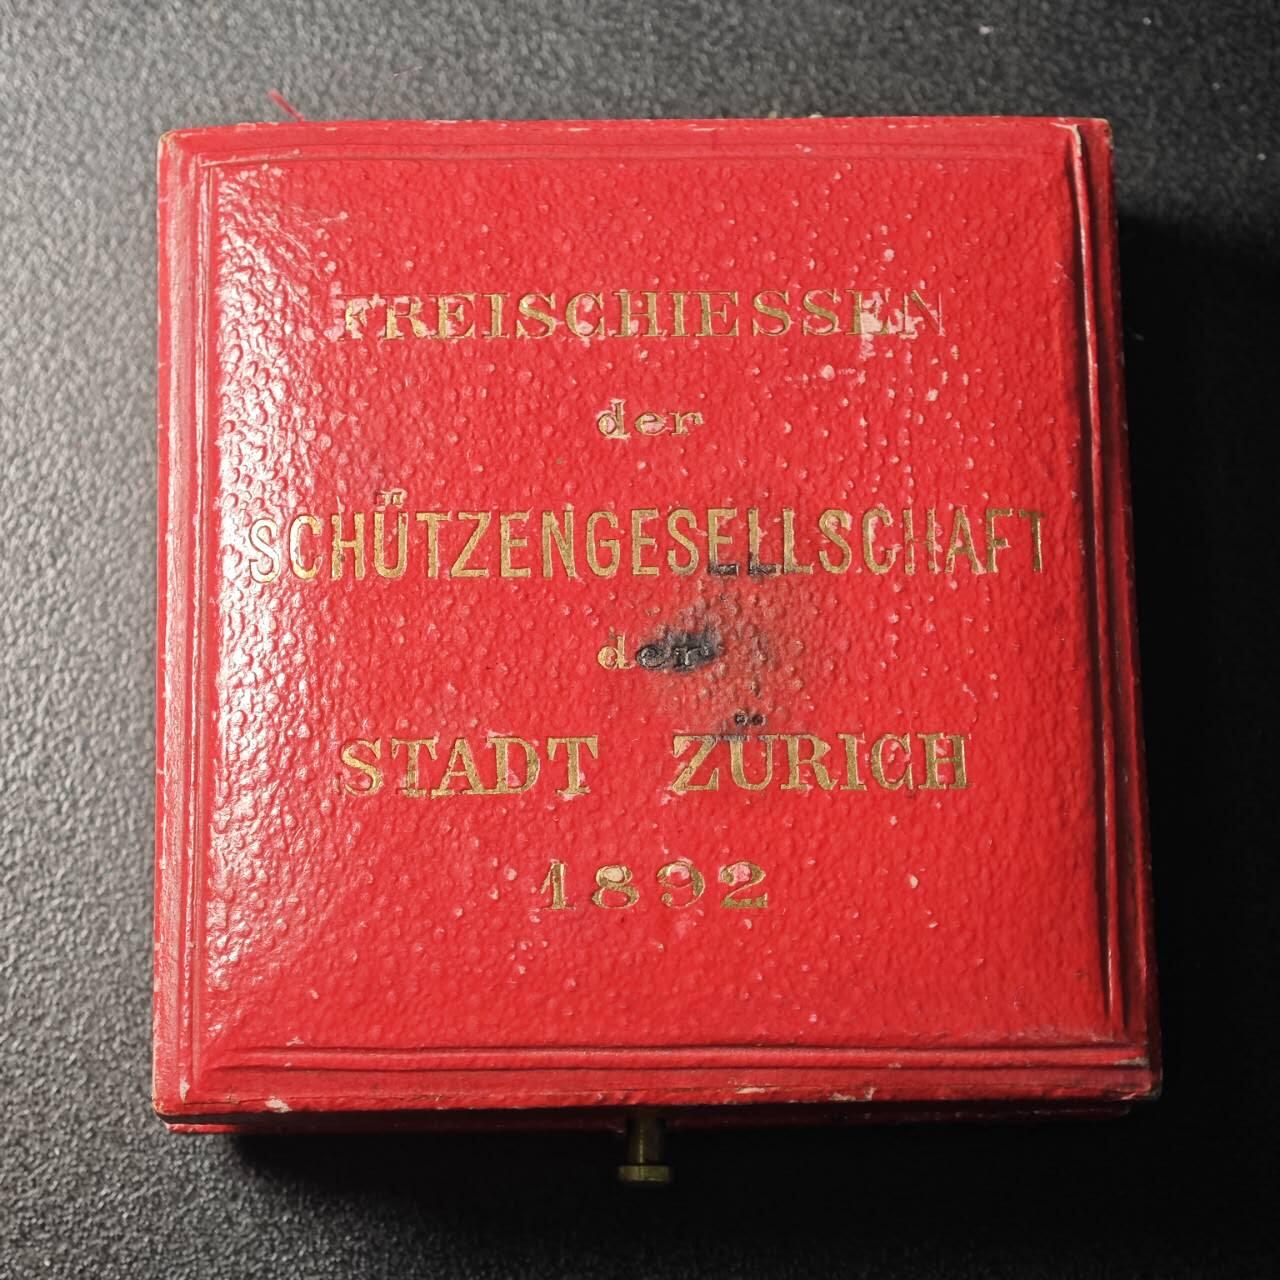 FREISCHIESSEN
der
SCHÜTZENGESELLSCHAFT
der
STADT ZÜRICH
1892